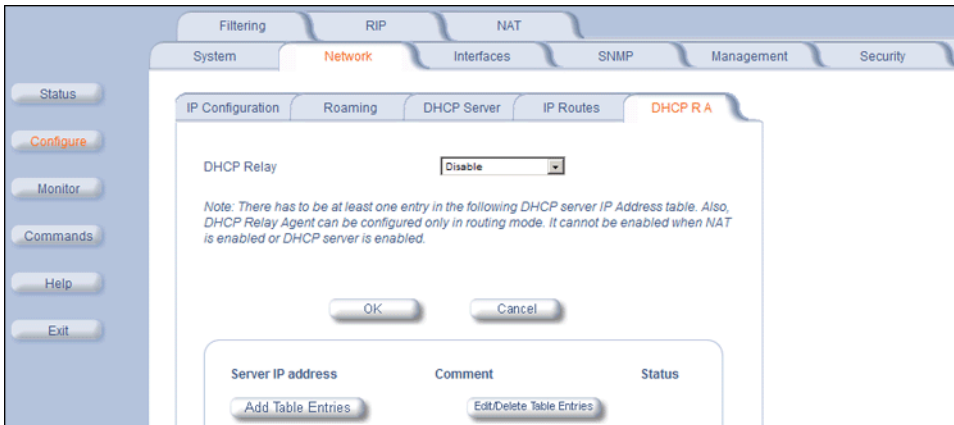 Filtering RIP NAT
System Network Interfaces SNMP Management Security
Status
Configure
Monitor
Commands
Help
Exit
IP Configuration Roaming DHCP Server IP Routes DHCP R A
DHCP Relay Disable
Note: There has to be at least one entry in the following DHCP server IP Address table. Also,
DHCP Relay Agent can be configured only in routing mode. It cannot be enabled when NAT
is enabled or DHCP server is enabled.
OK Cancel
Server IP address Comment Status
Add Table Entries Edit/Delete Table Entries